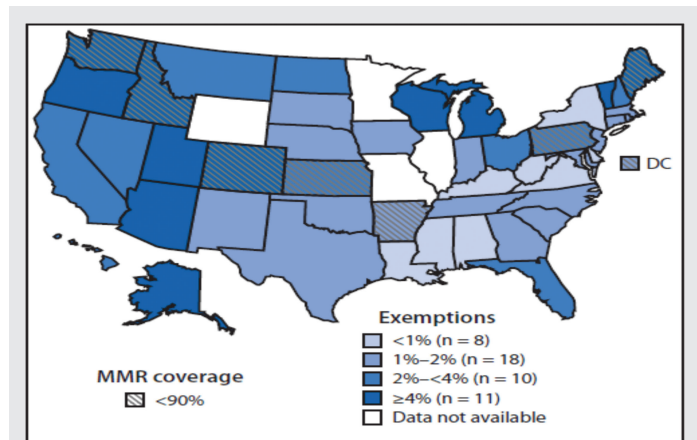 DC
Exemptions
<1% (n = 8)
1%–2% (n = 18)
2%–<4% (n = 10)
≥4% (n = 11)
Data not available
MMR coverage
<90%